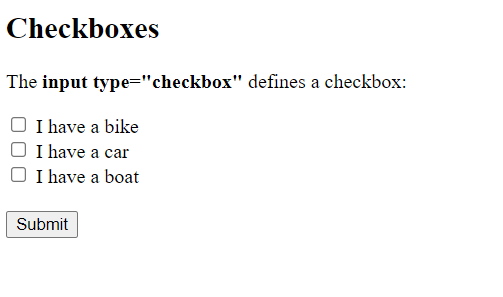 Checkboxes
The input type="checkbox" defines a checkbox:
I have a bike
I have a car
I have a boat
Submit